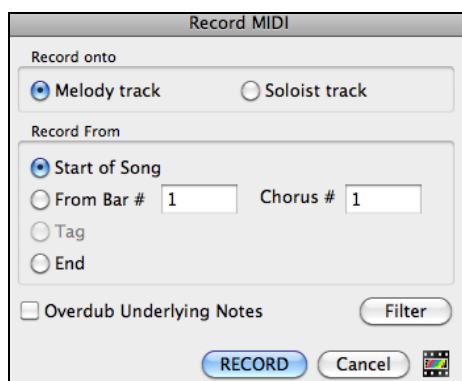 Record MIDI
Record onto
Melody track Soloist track
Record From
Start of Song
From Bar # 1 Chorus # 1
Tag
End
Overdub Underlying Notes Filter
RECORD Cancel